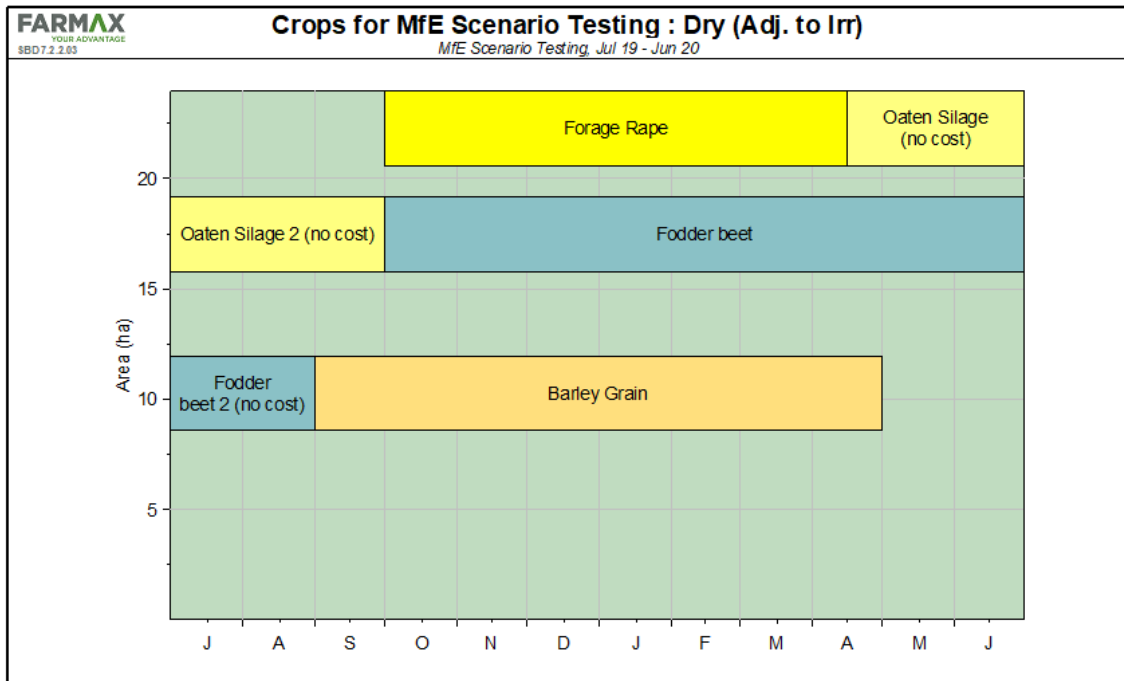 FARMAX
YOUR ADVANTAGE
SBD7.2.2.03
Crops for MfE Scenario Testing : Dry (Adj. to Irr)
MfE Scenario Testing, Jul 19 - Jun 20
Forage Rape
Oaten Silage
(no cost)
20
Oaten Silage 2 (no cost)
Fodder beet
15
Area (ha)
Fodder
beet 2 (no cost)
Barley Grain
10
5
J A S O N D J F M A M J